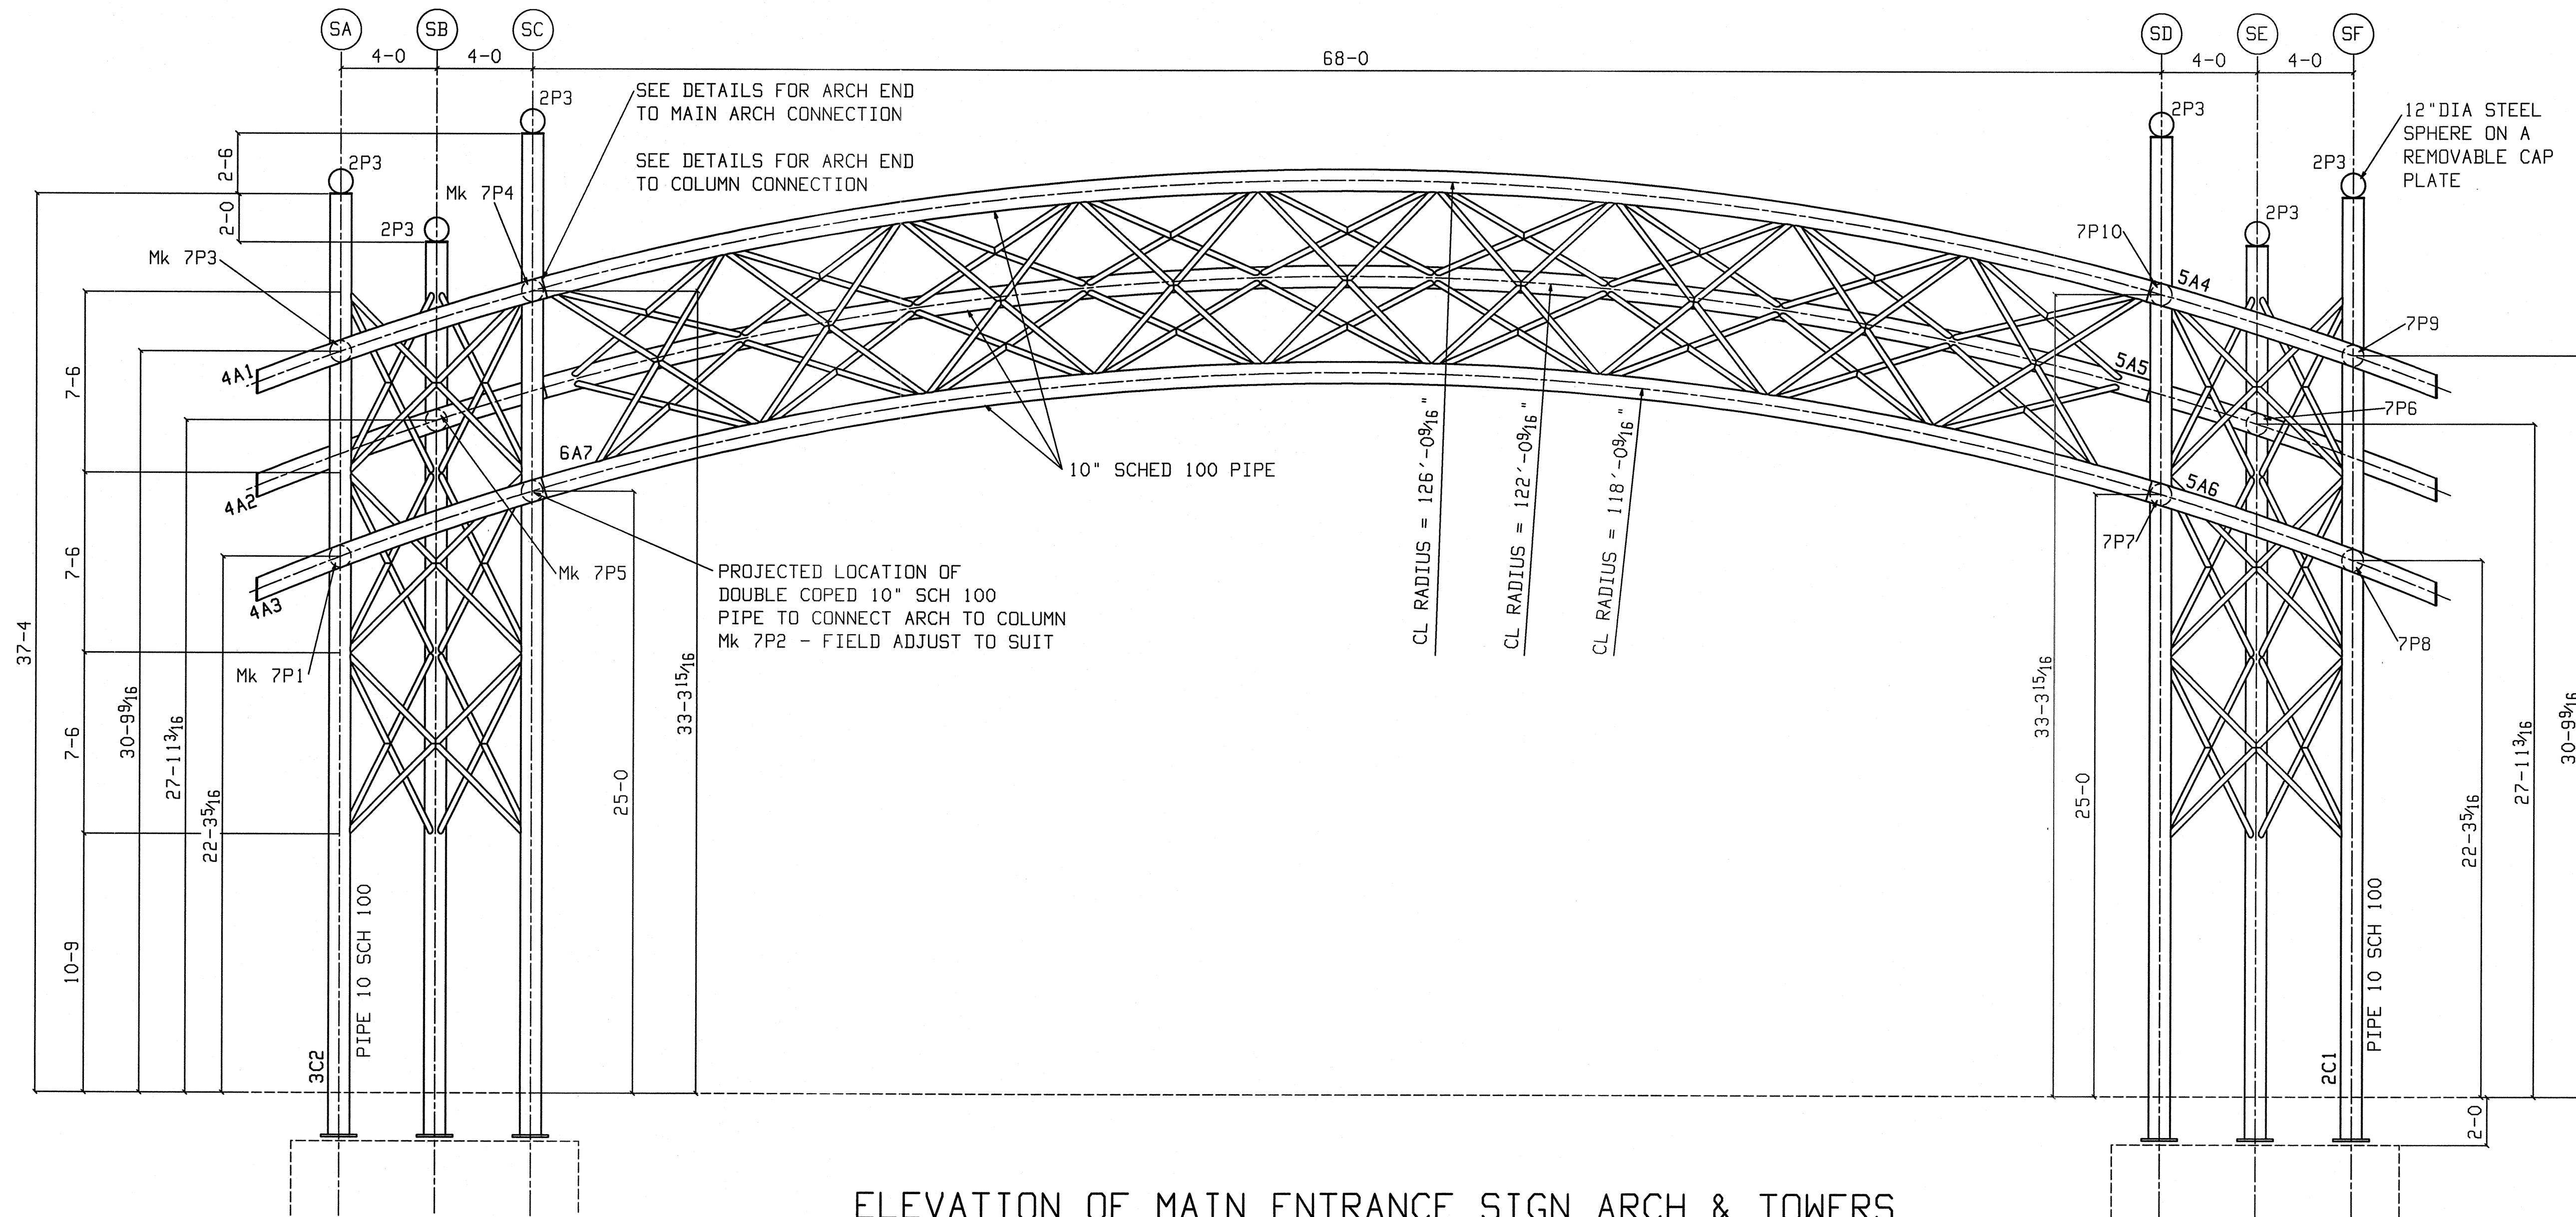 SA
SB
SC
SD
SE
SF
4-0
4-0
68-0
4-0
4-0
2P3
SEE DETAILS FOR ARCH END
TO MAIN ARCH CONNECTION
SEE DETAILS FOR ARCH END
TO COLUMN CONNECTION
2P3
12"DIA STEEL
SPHERE ON A
REMOVABLE CAP
PLATE
2-6
2P3
2P3
Mk 7P4
2-0
2P3
2P3
Mk 7P3
7P10
5A4
7P9
4A1
7-6
5A5
7P6
6A7
10" SCHED 100 PIPE
4A2
5A6
CL RADIUS = 126'-0 9/16"
CL RADIUS = 122'-0 9/16"
CL RADIUS = 118'-0 9/16"
7P7
7-6
Mk 7P5
4A3
PROJECTED LOCATION OF
DOUBLE COPED 10" SCH 100
PIPE TO CONNECT ARCH TO COLUMN
Mk 7P2 - FIELD ADJUST TO SUIT
7P8
Mk 7P1
37-4
7-6
30-9 9/16
27-11 3/16
22-3 5/16
33-3 15/16
25-0
33-3 15/16
25-0
22-3 5/16
27-11 3/16
30-9 9/16
10-9
PIPE 10 SCH 100
3C2
PIPE 10 SCH 100
2C1
2-0
ELEVATION OF MAIN ENTRANCE SIGN ARCH & TOWERS